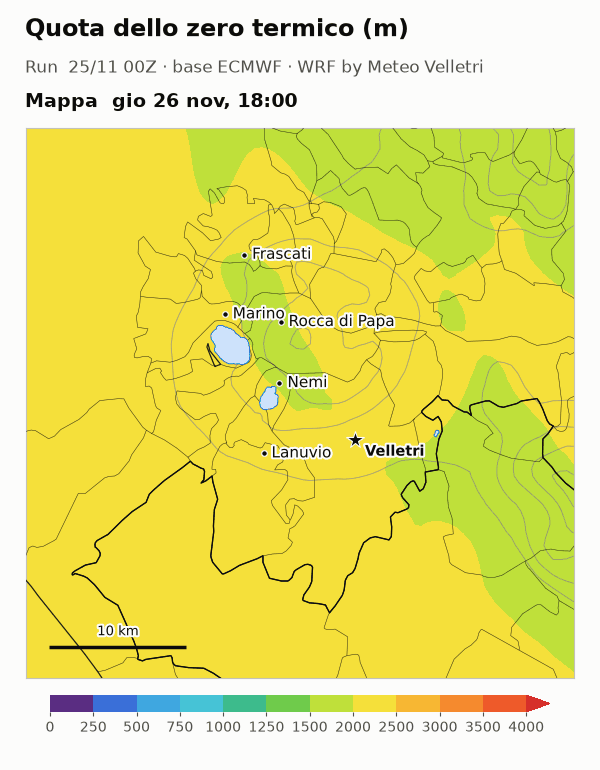 Quota dello zero termico (m)
Run  25/11 00Z · base ECMWF · WRF by Meteo Velletri
Mappa  gio 26 nov, 18:00
Frascati
Marino
Rocca di Papa
Nemi
Velletri
Lanuvio
10 km
0 250 500 750 1000 1250 1500 2000 2500 3000 3500 4000